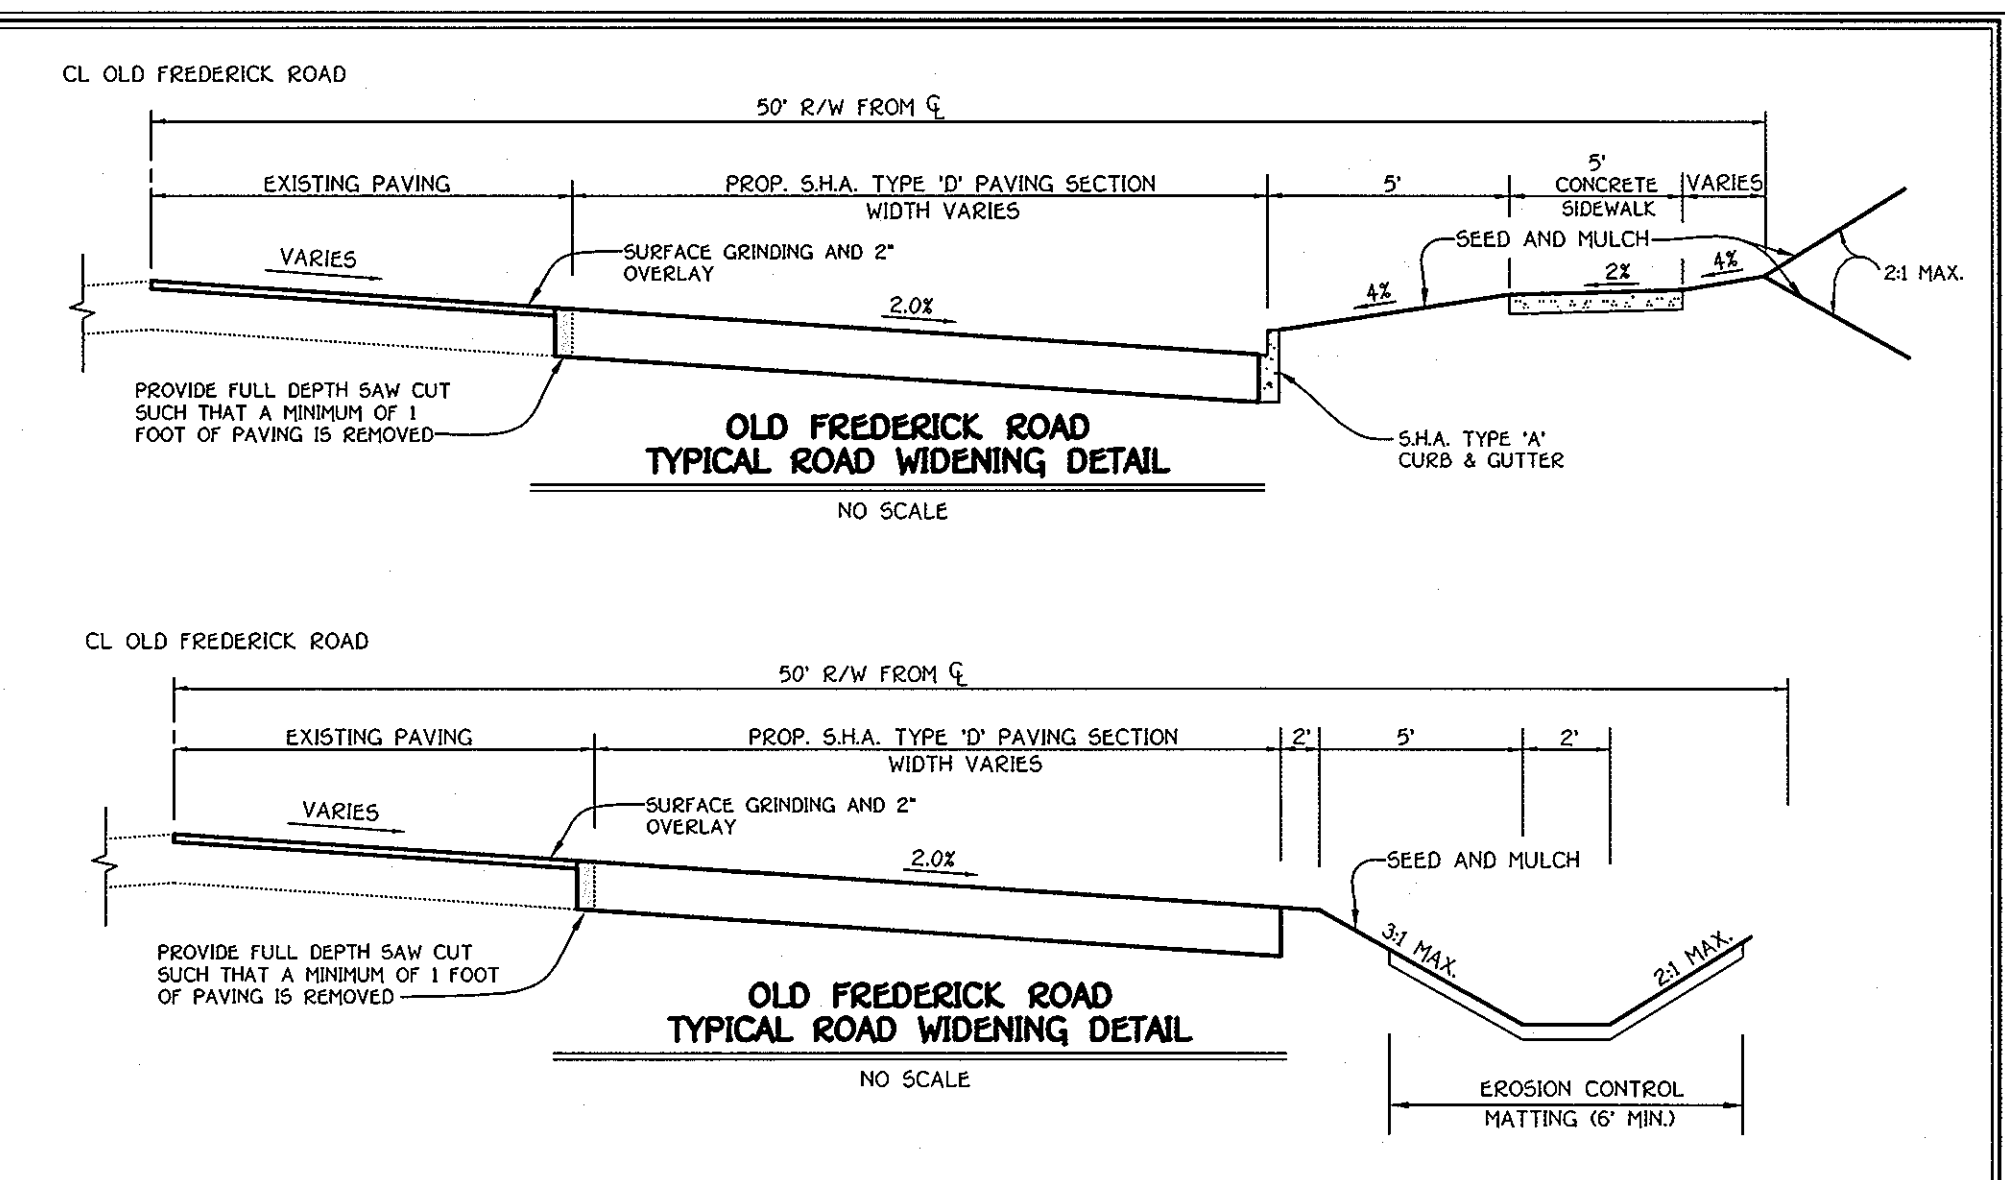 CL OLD FREDERICK ROAD
50' R/W FROM ℄
EXISTING PAVING
PROP. S.H.A. TYPE 'D' PAVING SECTION
WIDTH VARIES
5'
5'
CONCRETE
SIDEWALK
VARIES
VARIES
SURFACE GRINDING AND 2"
OVERLAY
SEED AND MULCH
2.0%
4%
2%
4%
2:1 MAX.
PROVIDE FULL DEPTH SAW CUT
SUCH THAT A MINIMUM OF 1
FOOT OF PAVING IS REMOVED
S.H.A. TYPE 'A'
CURB & GUTTER
OLD FREDERICK ROAD
TYPICAL ROAD WIDENING DETAIL
NO SCALE
CL OLD FREDERICK ROAD
50' R/W FROM ℄
EXISTING PAVING
PROP. S.H.A. TYPE 'D' PAVING SECTION
WIDTH VARIES
2'
5'
2'
VARIES
SURFACE GRINDING AND 2"
OVERLAY
2.0%
SEED AND MULCH
3:1 MAX.
2:1 MAX.
PROVIDE FULL DEPTH SAW CUT
SUCH THAT A MINIMUM OF 1 FOOT
OF PAVING IS REMOVED
OLD FREDERICK ROAD
TYPICAL ROAD WIDENING DETAIL
NO SCALE
EROSION CONTROL
MATTING (6' MIN.)